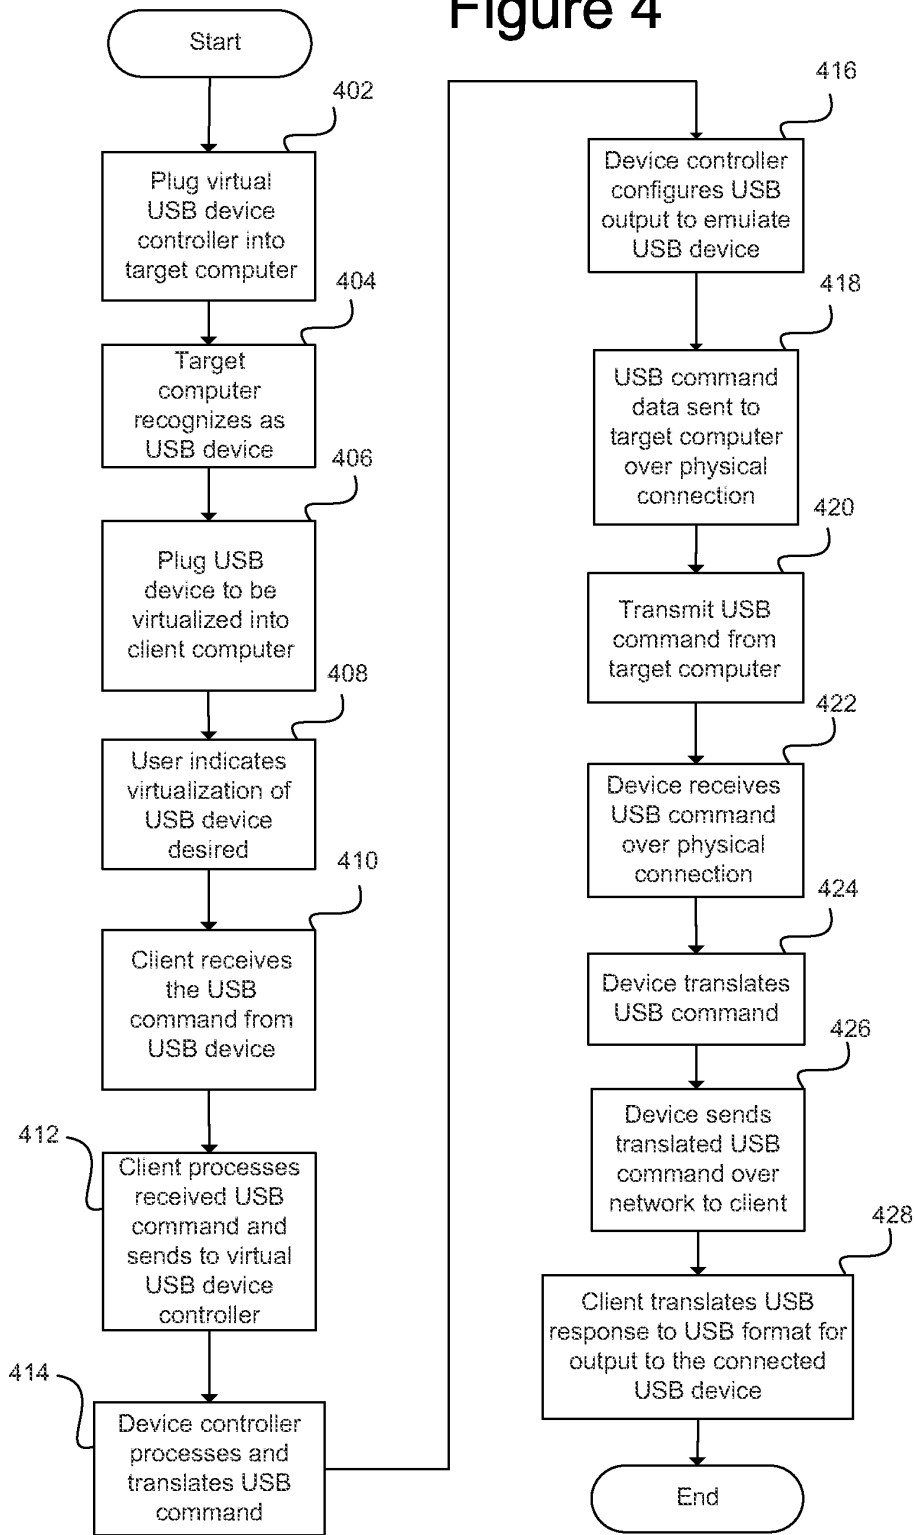 Figure 4
Start
402
Plug virtual
USB device
controller into
target computer
404
Target
computer
recognizes as
USB device
406
Plug USB
device to be
virtualized into
client computer
408
User indicates
virtualization of
USB device
desired
410
Client receives
the USB
command from
USB device
412
Client processes
received USB
command and
sends to virtual
USB device
controller
414
Device controller
processes and
translates USB
command
416
Device controller
configures USB
output to emulate
USB device
418
USB command
data sent to
target computer
over physical
connection
420
Transmit USB
command from
target computer
422
Device receives
USB command
over physical
connection
424
Device translates
USB command
426
Device sends
translated USB
command over
network to client
428
Client translates USB
response to USB format for
output to the connected
USB device
End